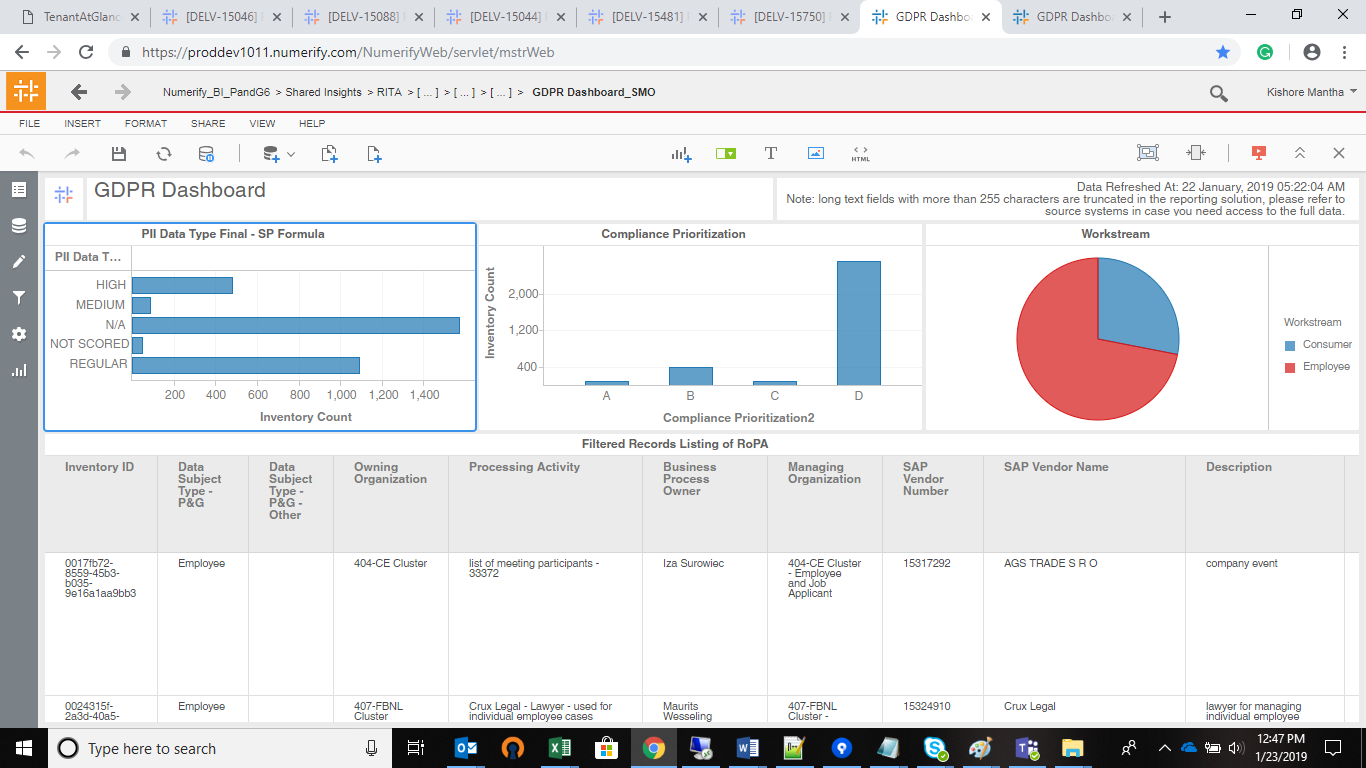 TenantAtGlanc
[DELV-15046]
[DELV-15088]
[DELV-15044]
[DELV-15481]
[DELV-15750]
GDPR Dashbo
GDPR Dashbo
https://proddev1011.numerify.com/NumerifyWeb/servlet/mstrWeb
Numerify_BI_PandG6 > Shared Insights > RITA > [ ... ] > [ ... ] > [ ... ] > GDPR Dashboard_SMO
Kishore Mantha
FILE INSERT FORMAT SHARE VIEW HELP
HTML
GDPR Dashboard
Data Refreshed At: 22 January, 2019 05:22:04 AM
Note: long text fields with more than 255 characters are truncated in the reporting solution, please refer to
source systems in case you need access to the full data.
PII Data Type Final - SP Formula
PII Data T...
HIGH
MEDIUM
N/A
NOT SCORED
REGULAR
200 400 600 800 1,000 1,200 1,400
Inventory Count
Compliance Prioritization
Inventory Count
2,000
1,200
400
A B C D
Compliance Prioritization2
Workstream
Workstream
Consumer
Employee
Filtered Records Listing of RoPA
Inventory ID
Data
Subject
Type -
P&G
Data
Subject
Type -
P&G -
Other
Owning
Organization
Processing Activity
Business
Process
Owner
Managing
Organization
SAP
Vendor
Number
SAP Vendor Name
Description
0017fb72-
8559-45b3-
b035-
9e16a1aa9bb3
Employee
404-CE Cluster
list of meeting participants -
33372
Iza Surowiec
404-CE Cluster
- Employee
and Job
Applicant
15317292
AGS TRADE S R O
company event
0024315f-
2a3d-40a5-
Employee
407-FBNL
Cluster
Crux Legal - Lawyer - used for
individual employee cases
Maurits
Wesseling
407-FBNL
Cluster -
15324910
Crux Legal
lawyer for managing
individual employee
Type here to search
12:47 PM
1/23/2019